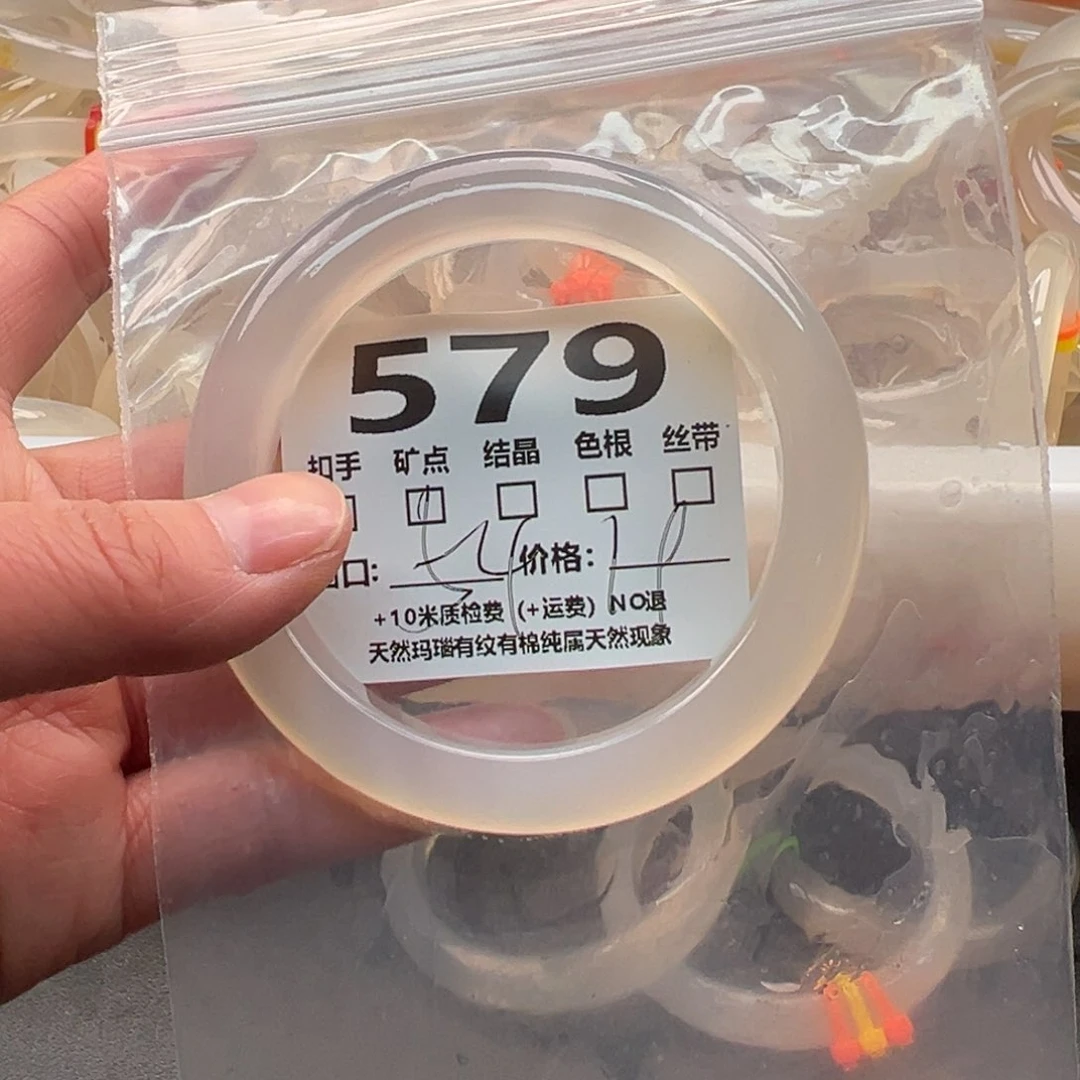 579
扣手 矿点 结晶 色根 丝带
口: 价格:
+10米质检费 (+运费) NO退
天然玛瑙有纹有棉纯属天然现象